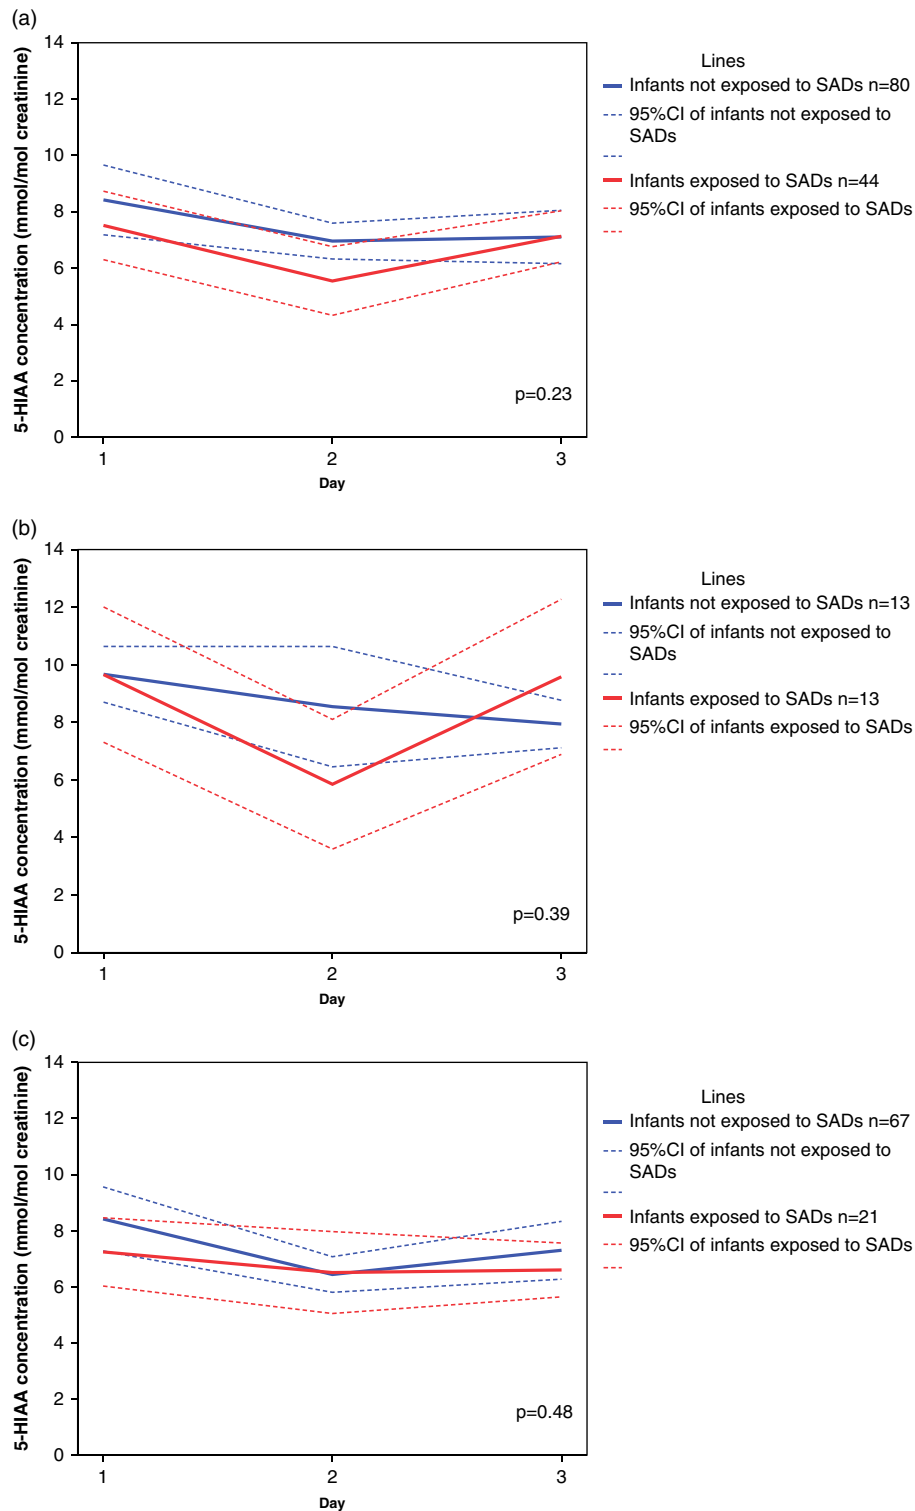 (a)
14
12
10
8
6
4
2
0
5-HIAA concentration (mmol/mol creatinine)
p=0.23
1
2
3
Day
Lines
Infants not exposed to SADs n=80
95%CI of infants not exposed to
SADs
Infants exposed to SADs n=44
95%CI of infants exposed to SADs
(b)
14
12
10
8
6
4
2
0
5-HIAA concentration (mmol/mol creatinine)
p=0.39
1
2
3
Day
Lines
Infants not exposed to SADs n=13
95%CI of infants not exposed to
SADs
Infants exposed to SADs n=13
95%CI of infants exposed to SADs
(c)
14
12
10
8
6
4
2
0
5-HIAA concentration (mmol/mol creatinine)
p=0.48
1
2
3
Day
Lines
Infants not exposed to SADs n=67
95%CI of infants not exposed to
SADs
Infants exposed to SADs n=21
95%CI of infants exposed to SADs